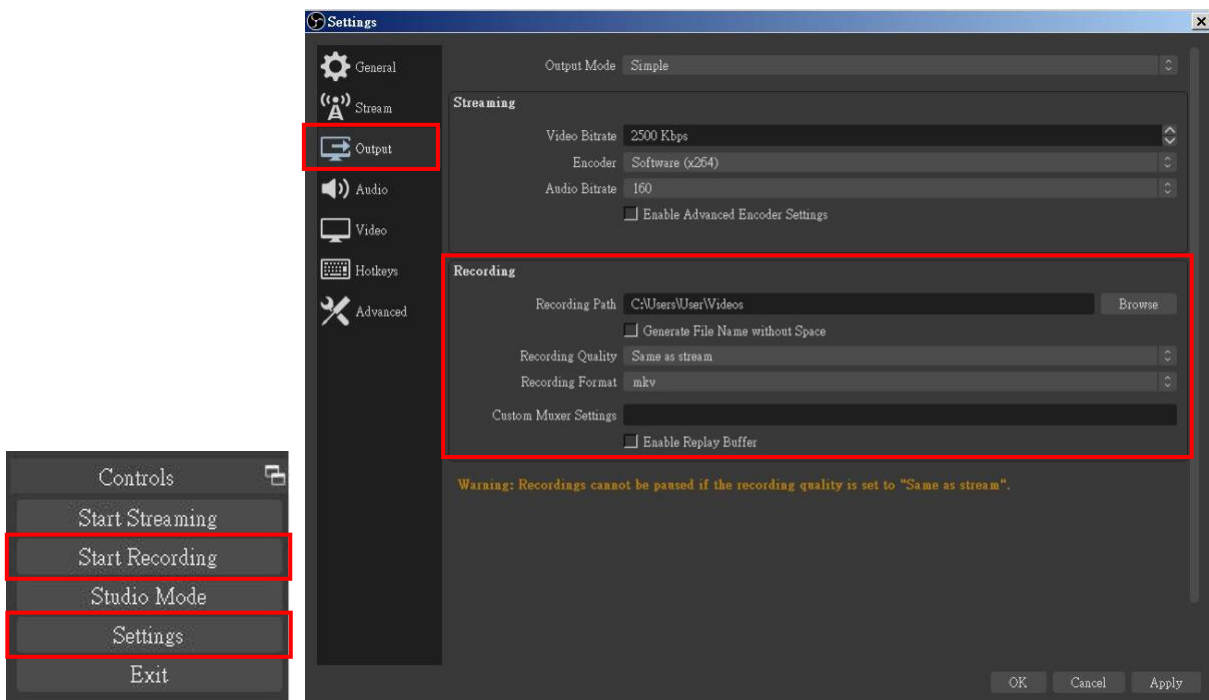 Settings
General
Stream
Output
Audio
Video
Hotkeys
Advanced
Output Mode Simple
Streaming
Video Bitrate 2500 Kbps
Encoder Software (x264)
Audio Bitrate 160
Enable Advanced Encoder Settings
Recording
Recording Path C:\Users\User\Videos Browse
Generate File Name without Space
Recording Quality Same as stream
Recording Format mkv
Custom Muxer Settings
Enable Replay Buffer
Warning: Recordings cannot be paused if the recording quality is set to "Same as stream".
OK Cancel Apply
Controls
Start Streaming
Start Recording
Studio Mode
Settings
Exit